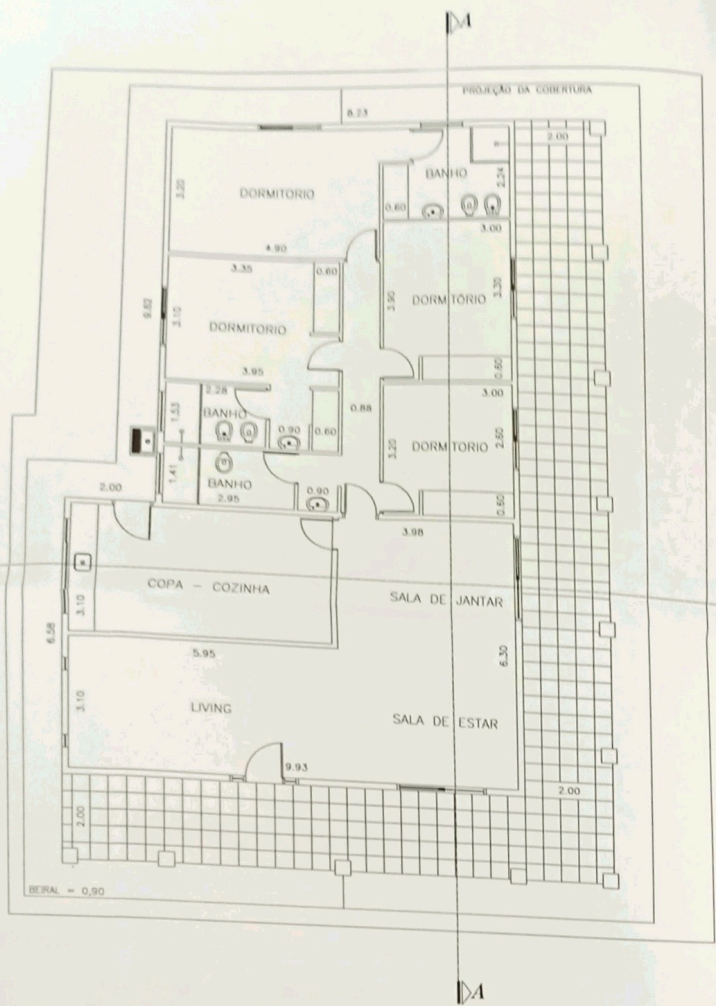 A
PROJEÇÃO DA COBERTURA
8.23
2.00
BANHO
2.24
3.20
DORMITORIO
0.60
4.90
3.00
3.35
0.60
9.82
3.10
DORMITORIO
3.90
DORMITORIO
3.30
3.95
0.60
2.28
3.00
1.53
BANHO
0.90
0.60
0.88
3.20
DORMITORIO
2.60
1.41
BANHO
2.95
0.90
0.60
2.00
3.98
COPA - COZINHA
3.10
SALA DE JANTAR
6.58
5.95
6.30
3.10
LIVING
SALA DE ESTAR
9.93
2.00
2.00
BEIRAL = 0,90
A